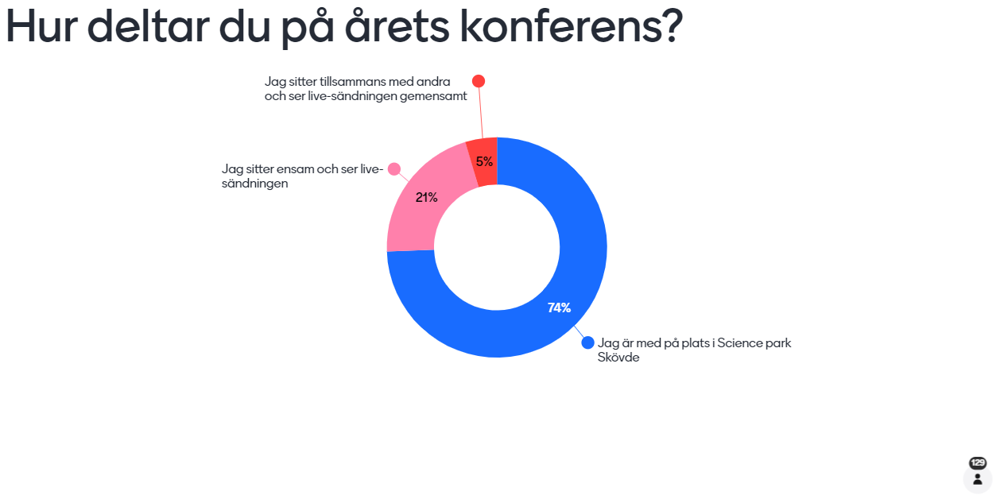 Hur deltar du på årets konferens?
Jag sitter tillsammans med andra
och ser live-sändningen gemensamt
5%
Jag sitter ensam och ser live-
sändningen
21%
74%
Jag är med på plats i Science park
Skövde
129